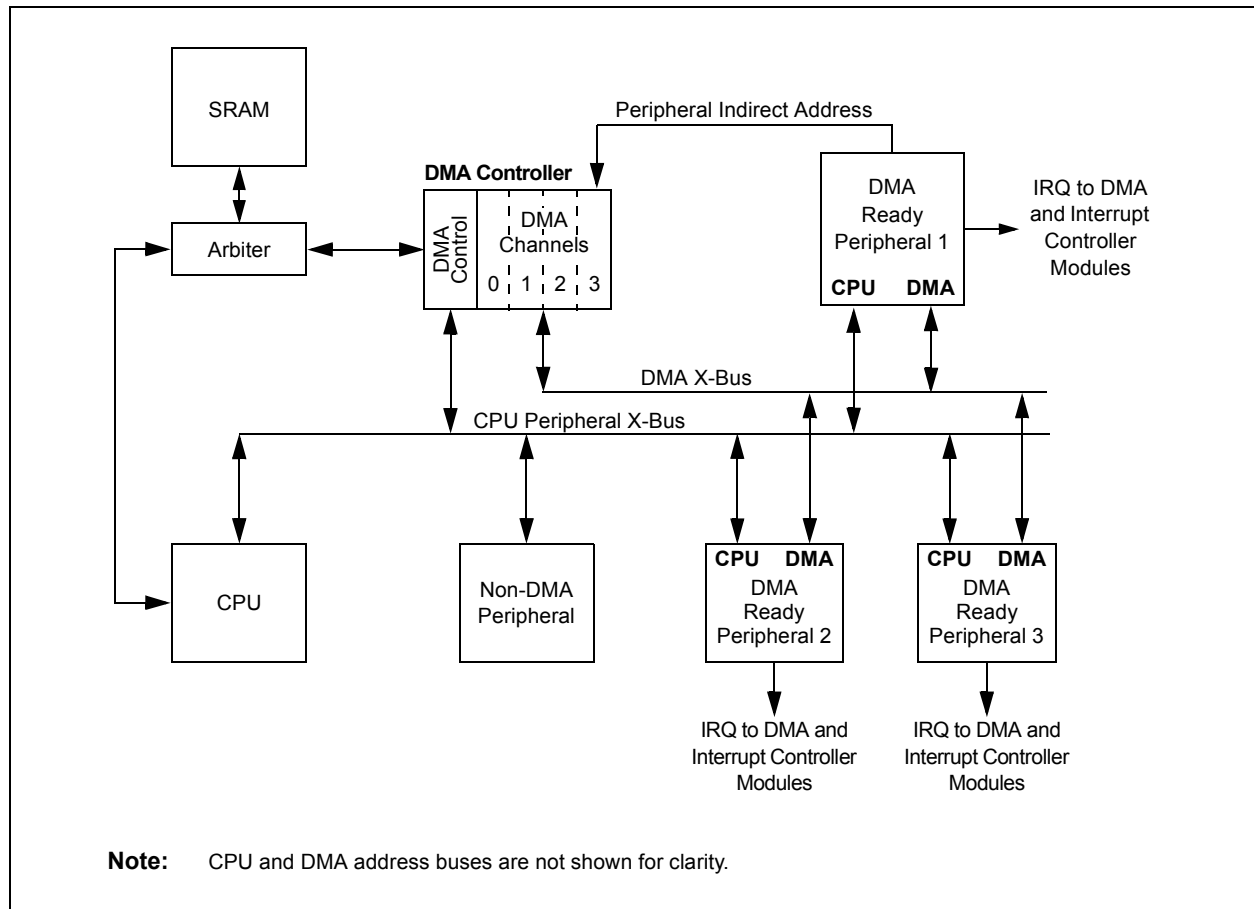 SRAM
Peripheral Indirect Address
DMA Controller
DMA
Ready
Peripheral 1
CPU DMA
IRQ to DMA
and Interrupt
Controller
Modules
Arbiter
DMA
Control
DMA
Channels
0 1 2 3
DMA X-Bus
CPU Peripheral X-Bus
CPU
Non-DMA
Peripheral
CPU DMA
DMA
Ready
Peripheral 2
CPU DMA
DMA
Ready
Peripheral 3
IRQ to DMA and
Interrupt Controller
Modules
IRQ to DMA and
Interrupt Controller
Modules
Note: CPU and DMA address buses are not shown for clarity.